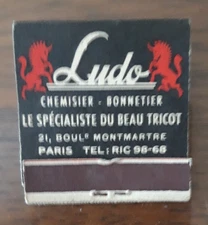 Ludo
CHEMISIER - BONNETIER
LE SPÉCIALISTE DU BEAU TRICOT
21, BOULᴰ MONTMARTRE
PARIS TEL: RIC 98-68